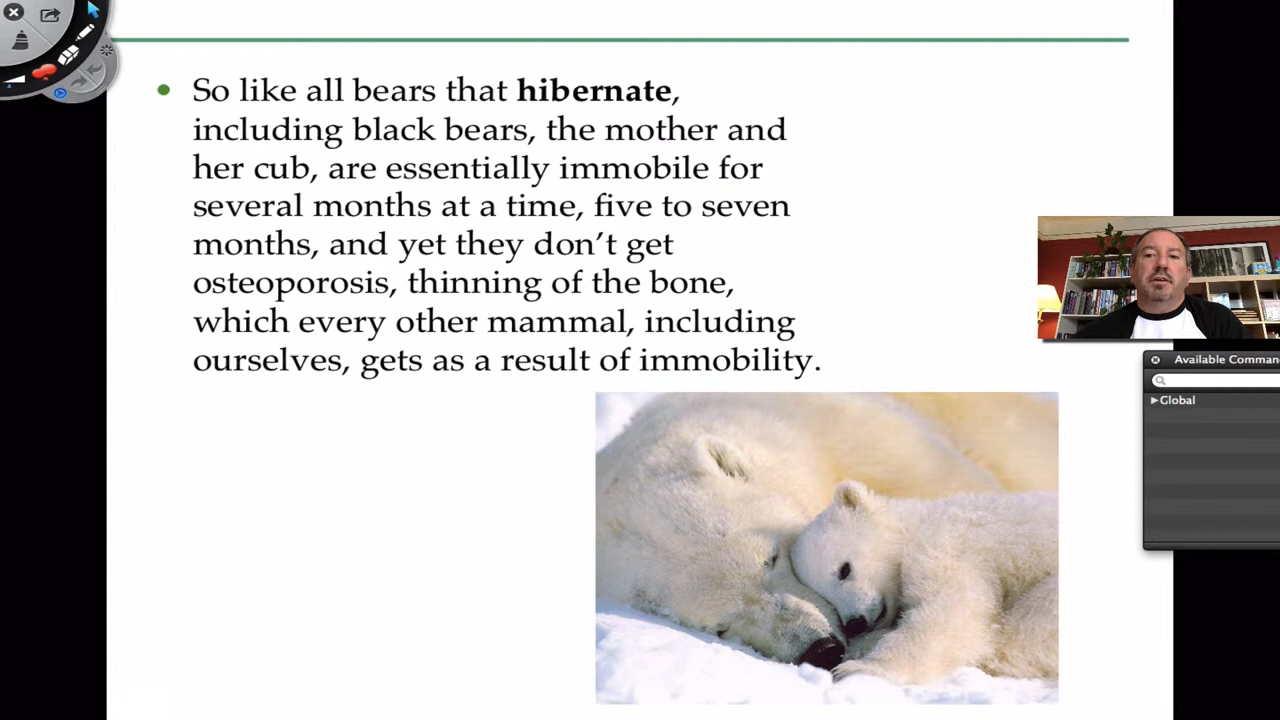 So like all bears that hibernate,
including black bears, the mother and
her cub, are essentially immobile for
several months at a time, five to seven
months, and yet they don’t get
osteoporosis, thinning of the bone,
which every other mammal, including
ourselves, gets as a result of immobility.
Available Comman
Global